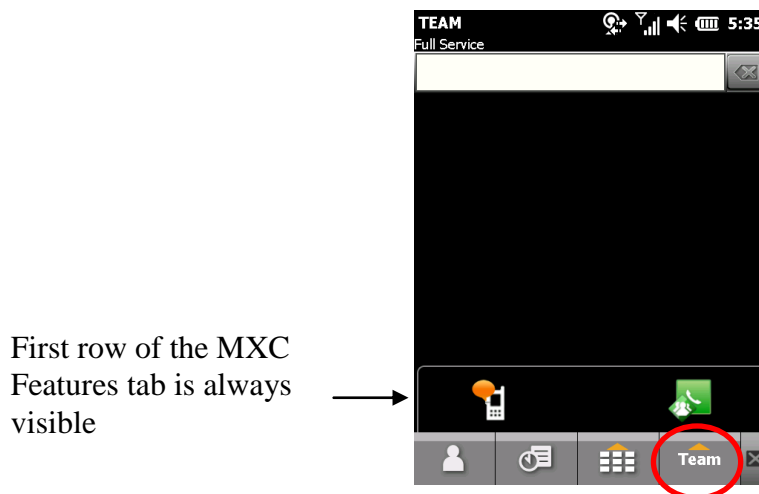 TEAM
5:35
Full Service
First row of the MXC
Features tab is always
visible
Team